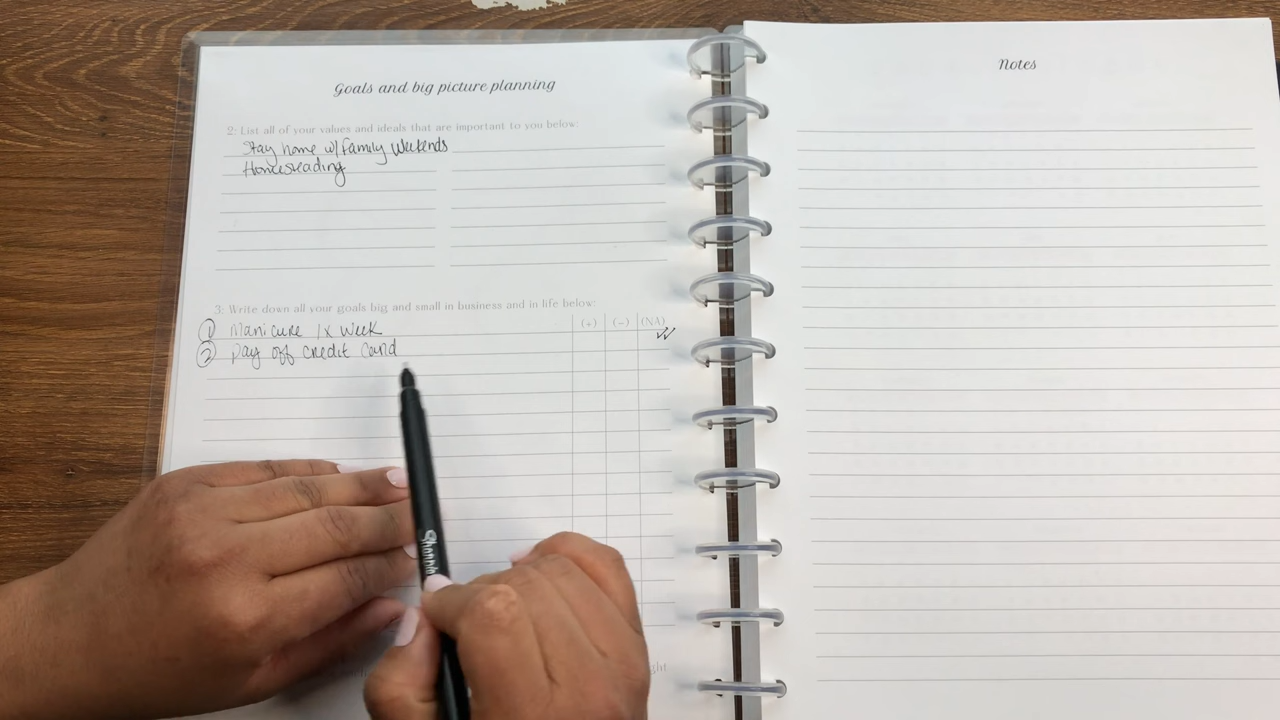 Goals and big picture planning
2: List all of your values and ideals that are important to you below:
Stay home w/ family Weekends
Homesteading
3: Write down all your goals big and small in business and in life below:
(+) (−) (NA)
① Manicure 1x Week
② Pay off credit card
Sharpie
ght
Notes